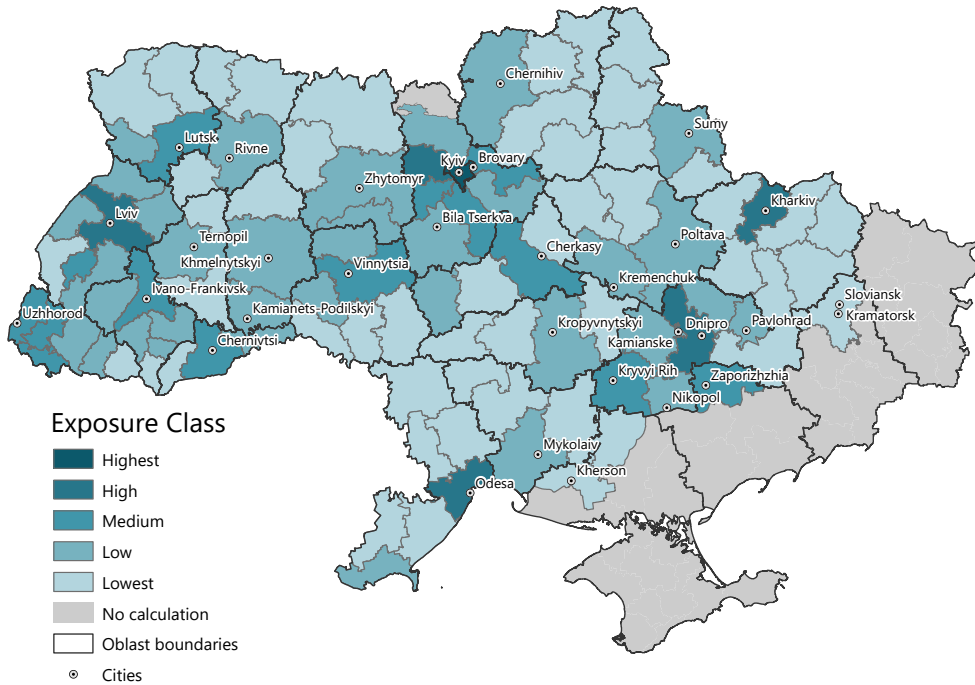 Chernihiv
Sumy
Lutsk
Rivne
Kyiv
Brovary
Zhytomyr
Lviv
Bila Tserkva
Kharkiv
Ternopil
Khmelnytskyi
Cherkasy
Poltava
Vinnytsia
Ivano-Frankivsk
Kremenchuk
Sloviansk
Kramatorsk
Uzhhorod
Kamianets-Podilskyi
Chernivtsi
Kropyvnytskyi
Kamianske
Dnipro
Pavlohrad
Kryvyi Rih
Zaporizhzhia
Nikopol
Mykolaiv
Kherson
Odesa
Exposure Class
Highest
High
Medium
Low
Lowest
No calculation
Oblast boundaries
Cities